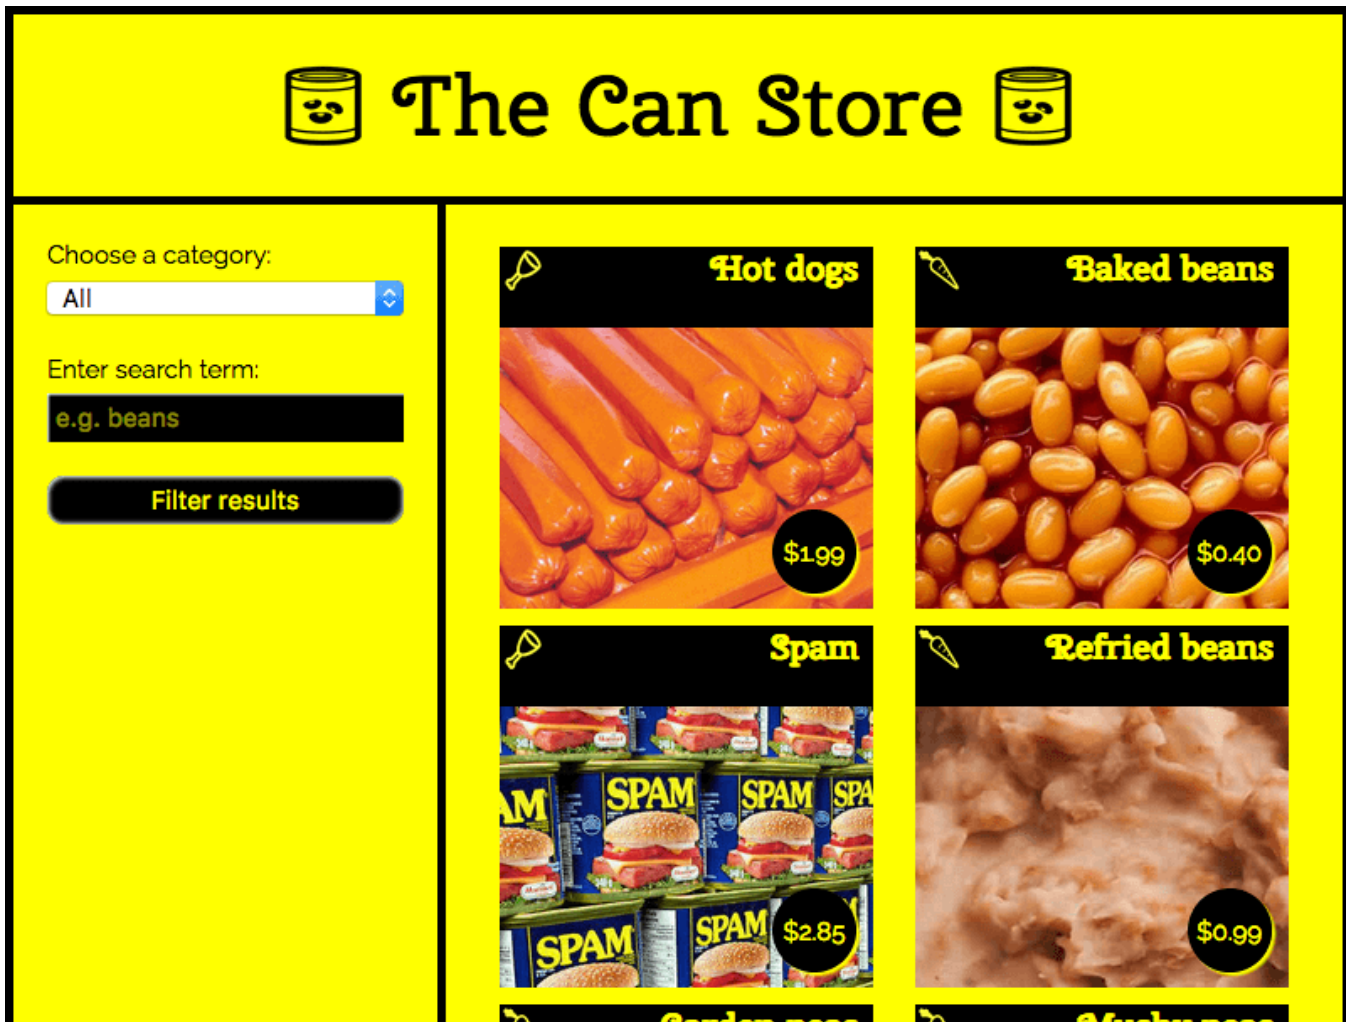 The Can Store
Choose a category:
All
Enter search term:
e.g. beans
Filter results
Hot dogs
$1.99
Baked beans
$0.40
Spam
SPAM
SPAM
SPAM
SPAM
$2.85
Refried beans
$0.99